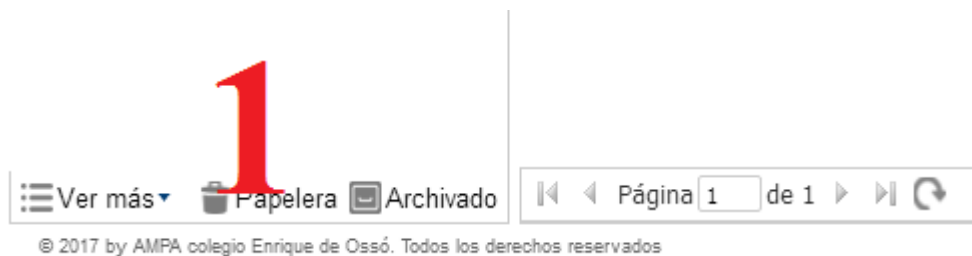 1
Ver más Papelera Archivado Página 1 de 1
© 2017 by AMPA colegio Enrique de Ossó. Todos los derechos reservados